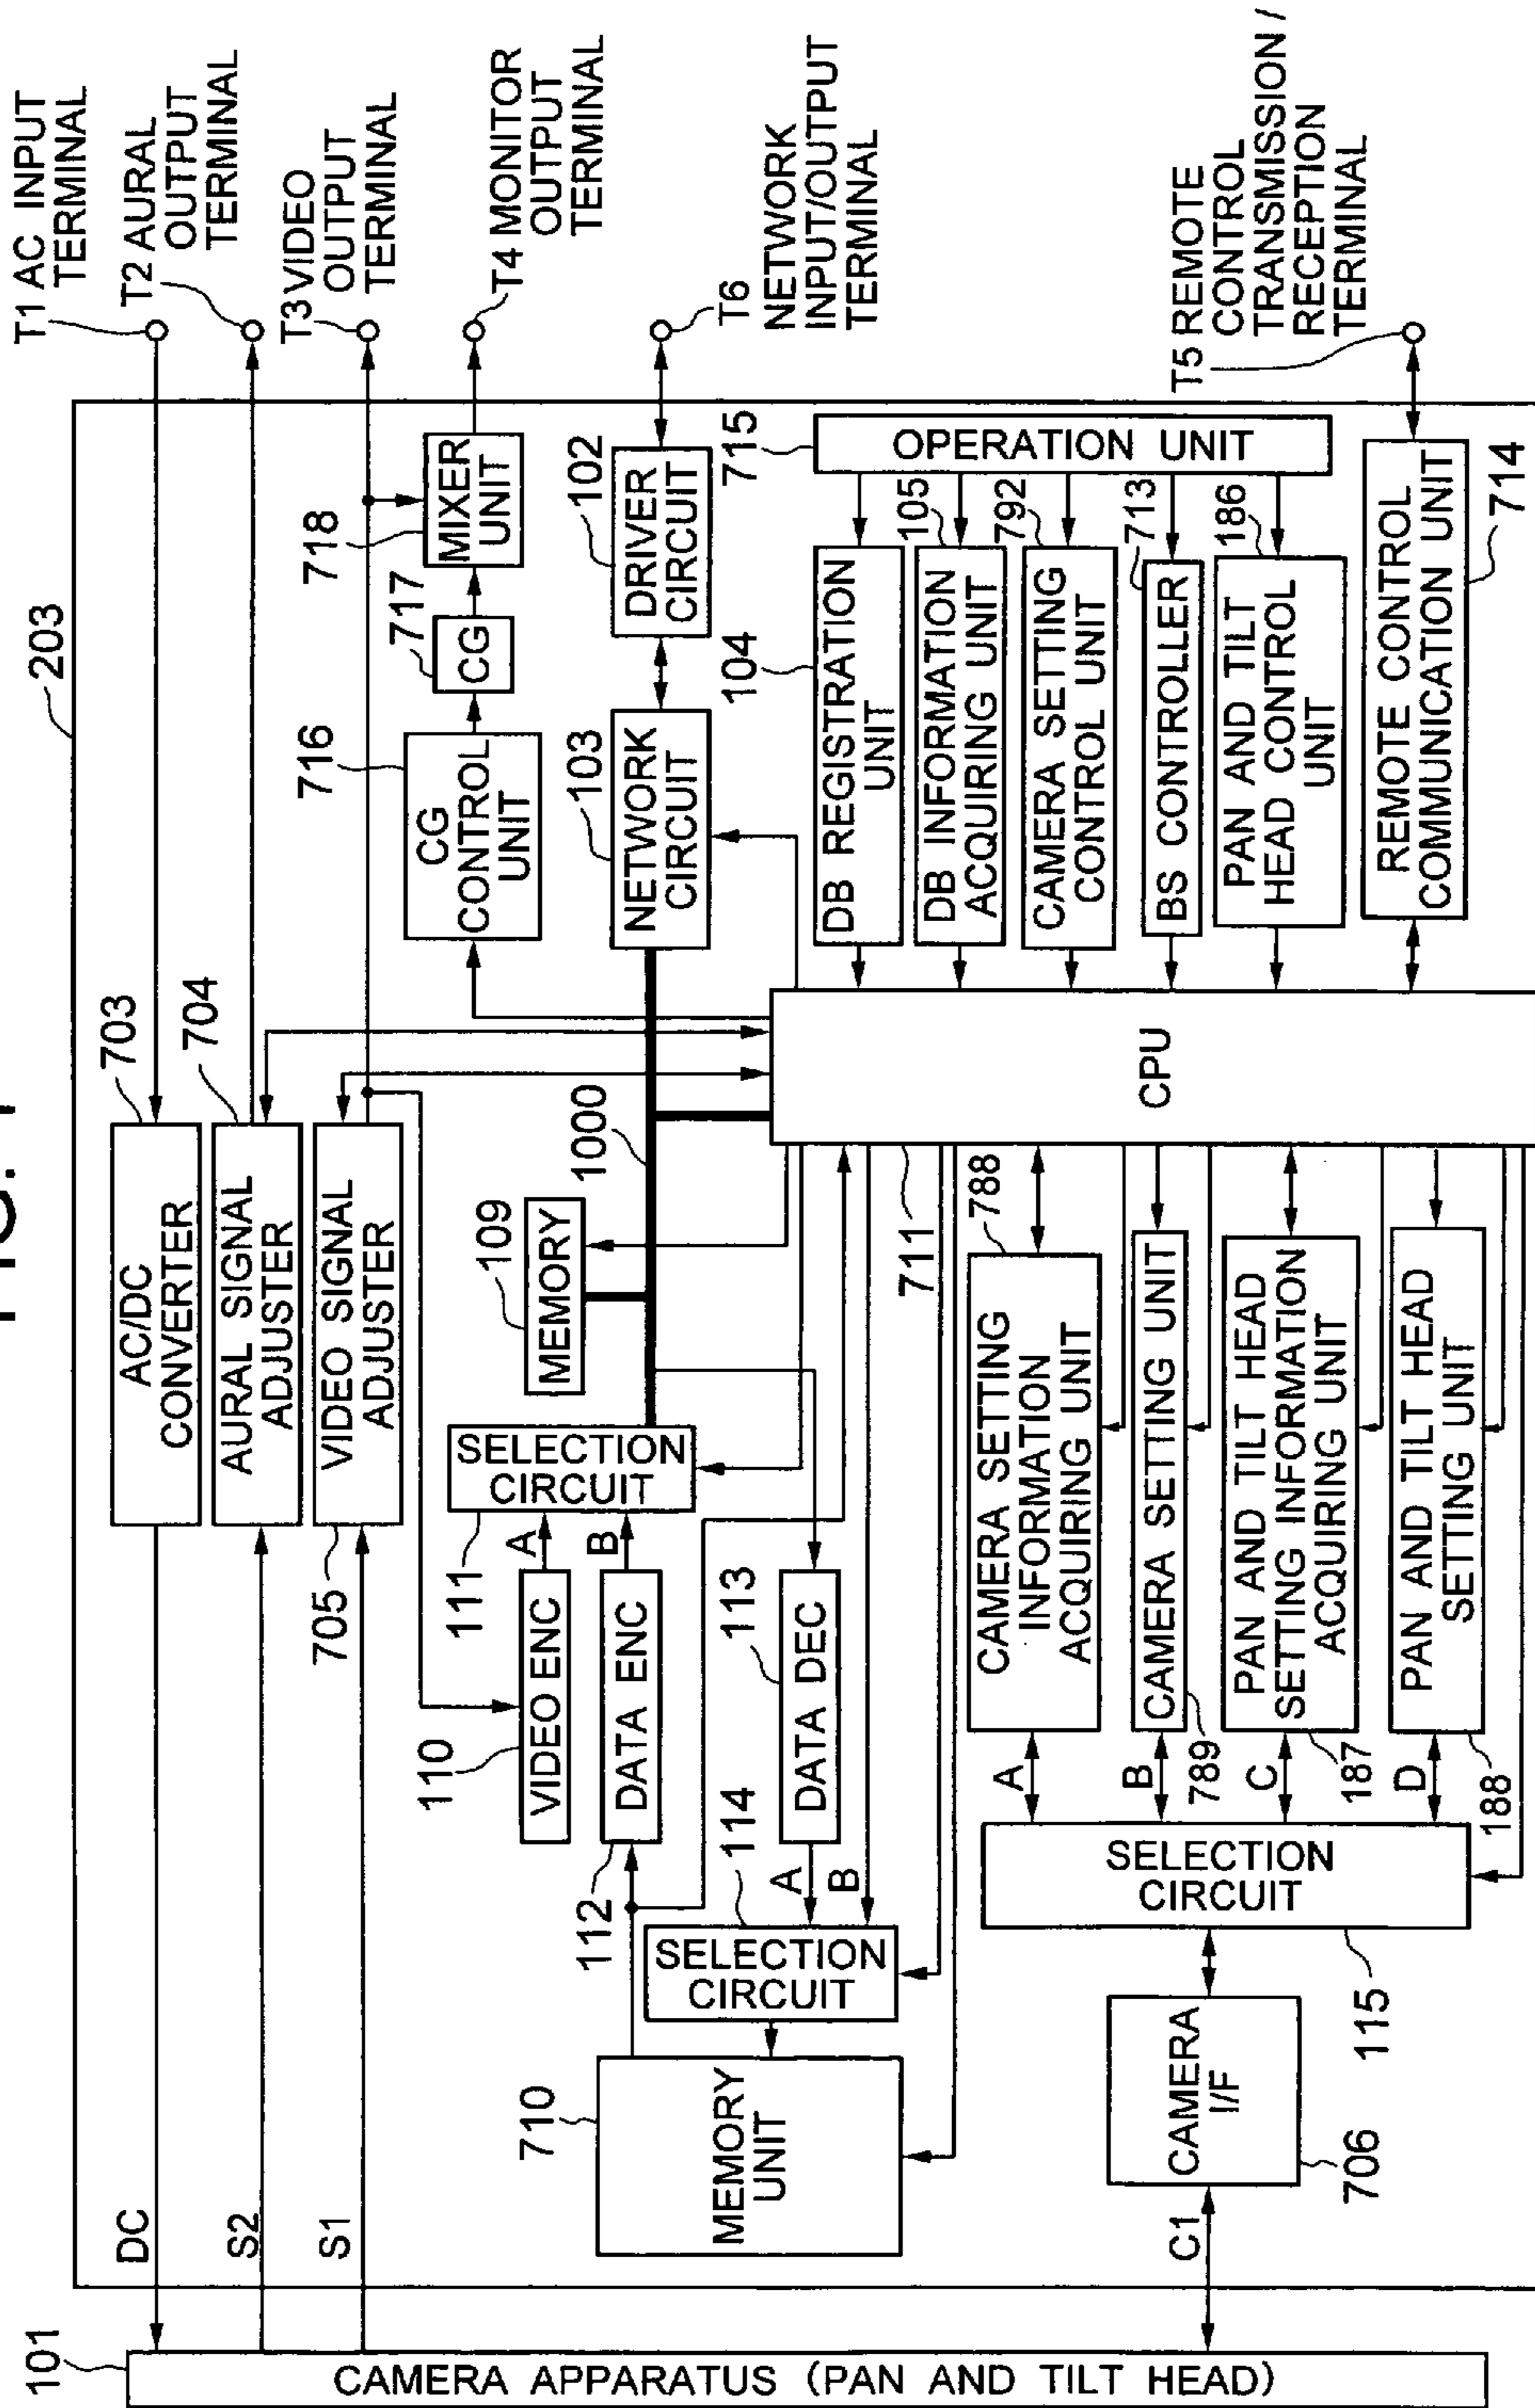 FIG.
101
203
DC
AC/DC
CONVERTER
703
T1 AC INPUT
TERMINAL
S2
AURAL SIGNAL
ADJUSTER
704
T2 AURAL
OUTPUT
TERMINAL
S1
VIDEO SIGNAL
ADJUSTER
705
T3 VIDEO
OUTPUT
TERMINAL
716
CG
CONTROL
UNIT
717
CG
718
MIXER
UNIT
T4 MONITOR
OUTPUT
TERMINAL
110
VIDEO ENC
A
111
SELECTION
CIRCUIT
109
MEMORY
1000
103
NETWORK
CIRCUIT
102
DRIVER
CIRCUIT
T6
NETWORK
INPUT/OUTPUT
TERMINAL
112
DATA ENC
B
710
MEMORY
UNIT
114
SELECTION
CIRCUIT
A
B
113
DATA DEC
711
CPU
104
DB REGISTRATION
UNIT
105
DB INFORMATION
ACQUIRING UNIT
792
CAMERA SETTING
CONTROL UNIT
713
BS CONTROLLER
186
PAN AND TILT
HEAD CONTROL
UNIT
715
OPERATION UNIT
REMOTE CONTROL
COMMUNICATION UNIT
714
T5 REMOTE
CONTROL
TRANSMISSION /
RECEPTION
TERMINAL
A
CAMERA SETTING
INFORMATION
ACQUIRING UNIT
788
B
CAMERA SETTING UNIT
789
C
PAN AND TILT HEAD
SETTING INFORMATION
ACQUIRING UNIT
187
D
PAN AND TILT HEAD
SETTING UNIT
188
SELECTION
CIRCUIT
115
CAMERA
I/F
706
C1
CAMERA APPARATUS (PAN AND TILT HEAD)